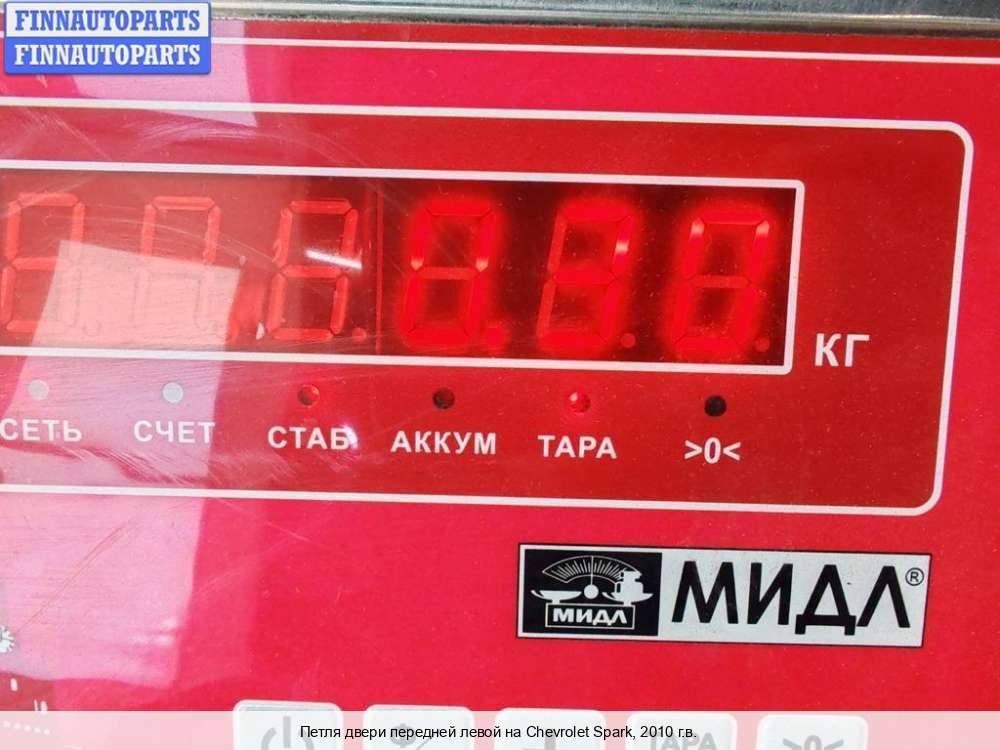 FINNAUTOPARTS
FINNAUTOPARTS
КГ
СЕТЬ СЧЕТ СТАБ АККУМ ТАРА >0<
МИДЛ МИДЛ®
ТАРА >0<
Петля двери передней левой на Chevrolet Spark, 2010 г.в.